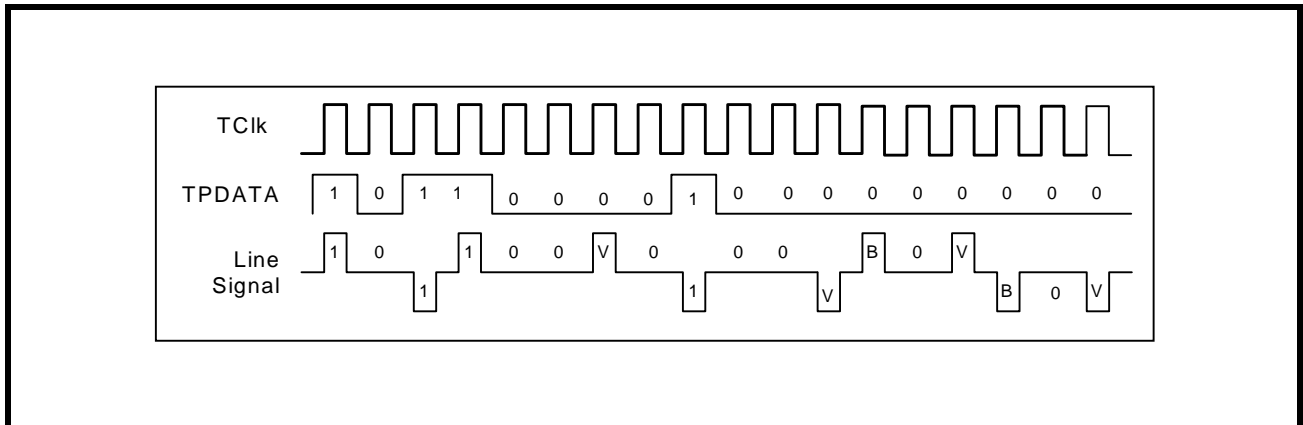 TClk
TPDATA 1 0 1 1 0 0 0 0 1 0 0 0 0 0 0 0 0 0
Line Signal 1 0 1 1 0 0 V 0 1 0 0 V B 0 V B 0 V